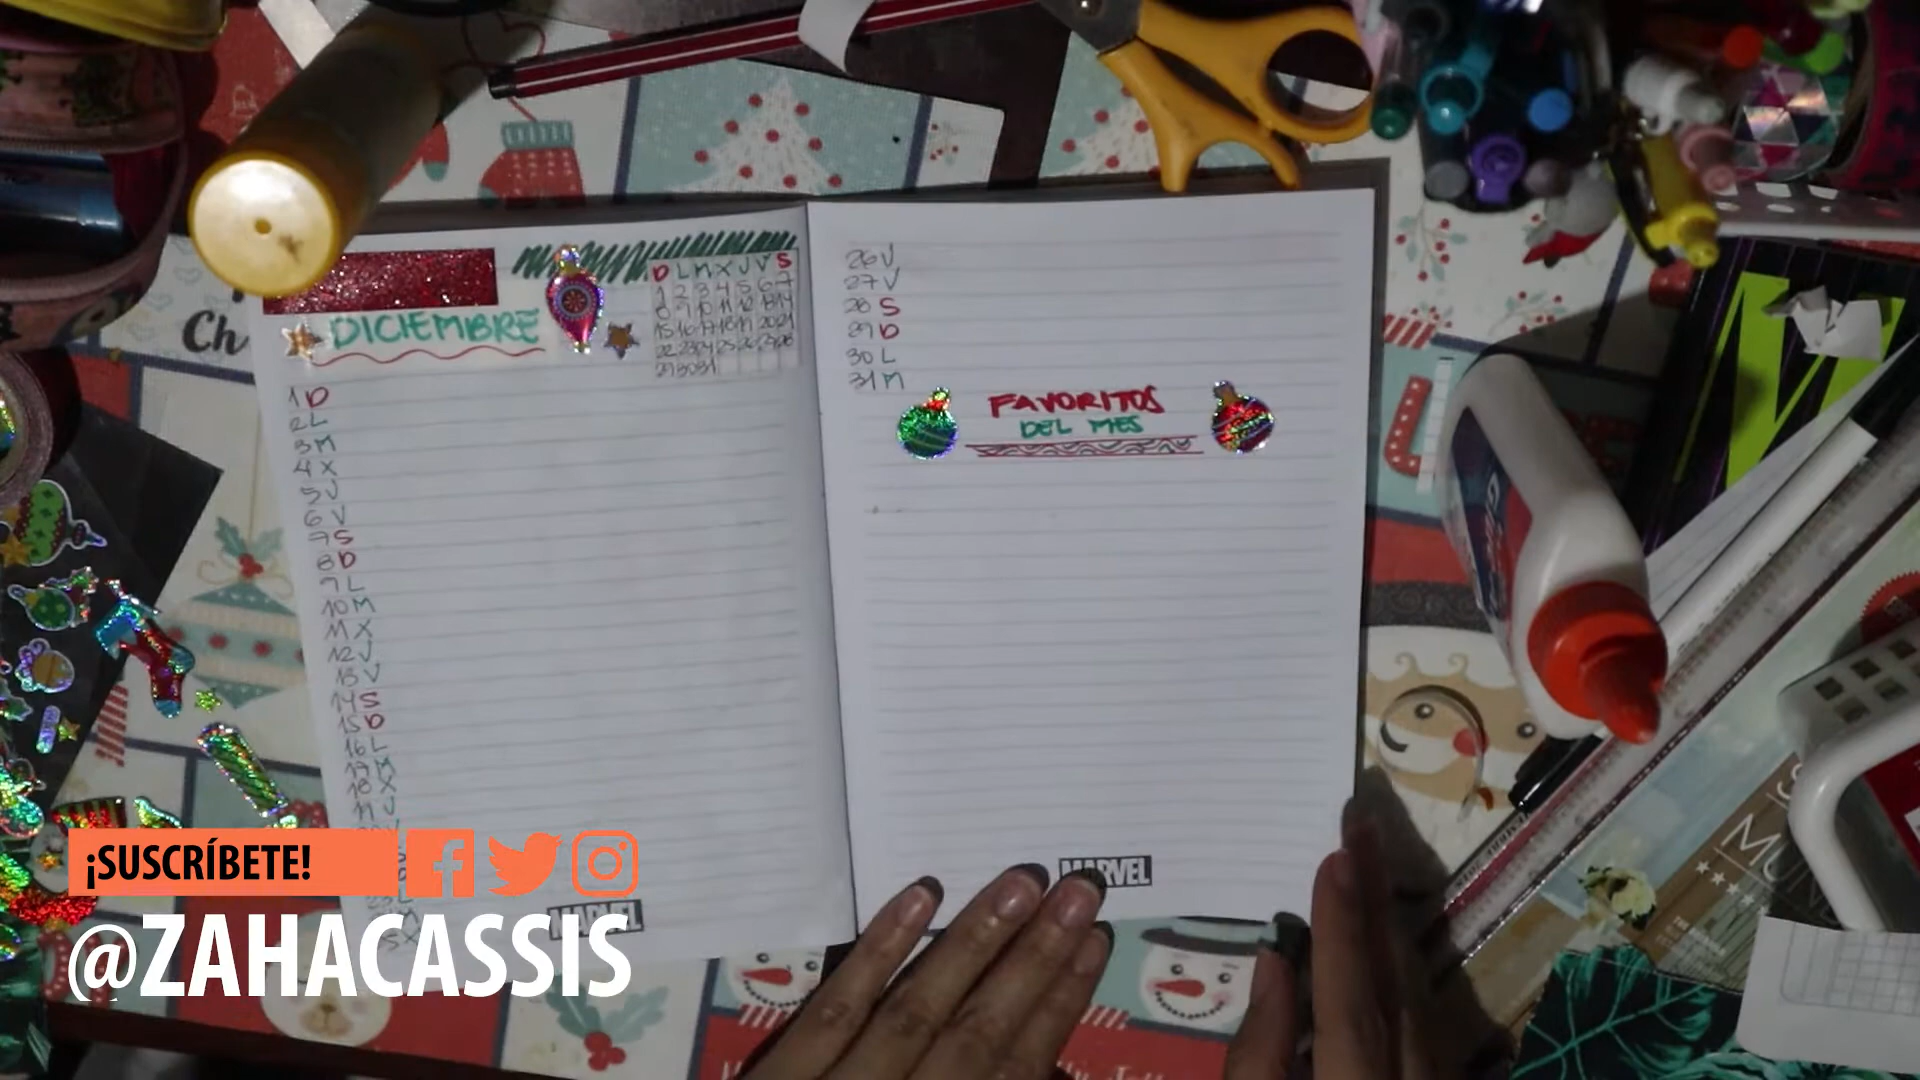 DICIEMBRE
D L M X J V S
1 2 3 4 5 6 7
8 9 10 11 12 13 14
15 16 17 18 19 20 21
22 23 24 25 26 27 28
29 30 31
1 D
2 L
3 M
4 X
5 J
6 V
7 S
8 D
9 L
10 M
11 X
12 J
13 V
14 S
15 D
16 L
17 M
18 X
19 J
26 V
27 V
28 S
29 D
30 L
31 M
FAVORITOS
DEL MES
MARVEL
MARVEL
Ch
¡SUSCRÍBETE!
@ZAHACASSIS